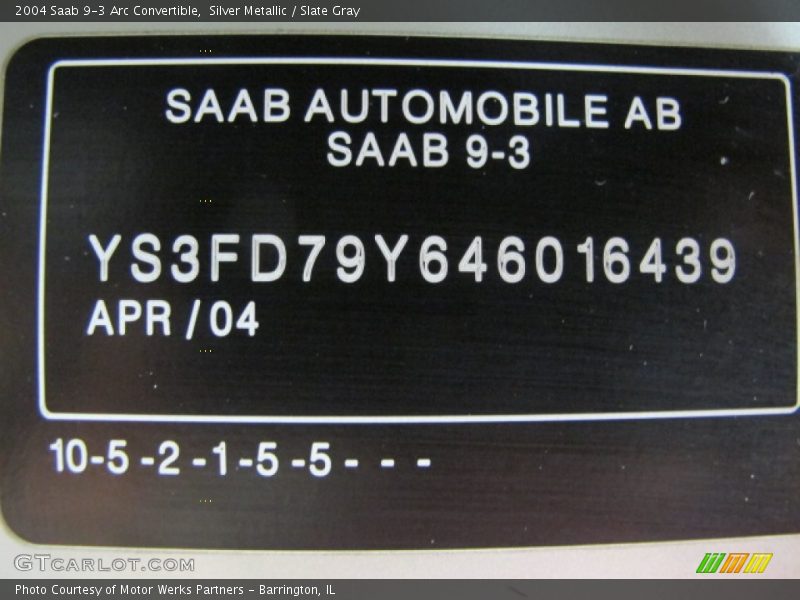 2004 Saab 9-3 Arc Convertible,  Silver Metallic / Slate Gray
SAAB AUTOMOBILE AB
SAAB 9-3
YS3FD79Y646016439
APR /04
10-5 -2 -1-5 -5 - - -
GTCARLOT.COM
Photo Courtesy of Motor Werks Partners - Barrington, IL